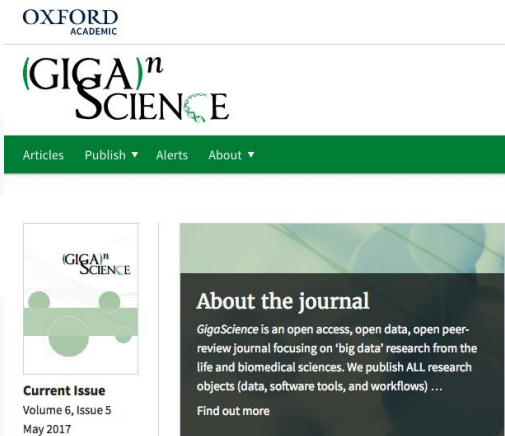 OXFORD
ACADEMIC
(GIGA)ⁿ
SCIENCE
Articles Publish ▼ Alerts About ▼
(GIGA)ⁿ
SCIENCE
Current Issue
Volume 6, Issue 5
May 2017
About the journal
GigaScience is an open access, open data, open peer-
review journal focusing on 'big data' research from the
life and biomedical sciences. We publish ALL research
objects (data, software tools, and workflows) …
Find out more